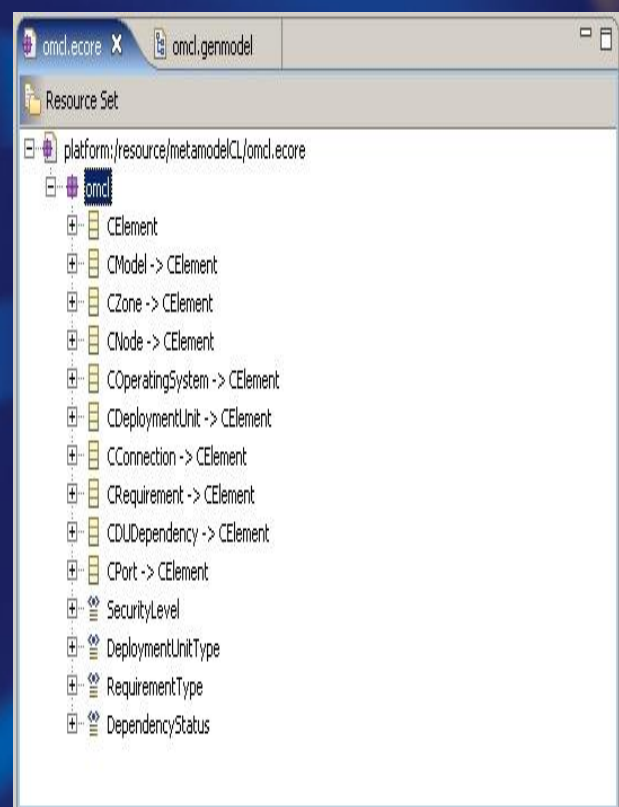 omcl.ecore X omcl.genmodel
Resource Set
platform:/resource/metamodelCL/omcl.ecore
omcl
CElement
CModel -> CElement
CZone -> CElement
CNode -> CElement
COperatingSystem -> CElement
CDeploymentUnit -> CElement
CConnection -> CElement
CRequirement -> CElement
CDUDependency -> CElement
CPort -> CElement
SecurityLevel
DeploymentUnitType
RequirementType
DependencyStatus